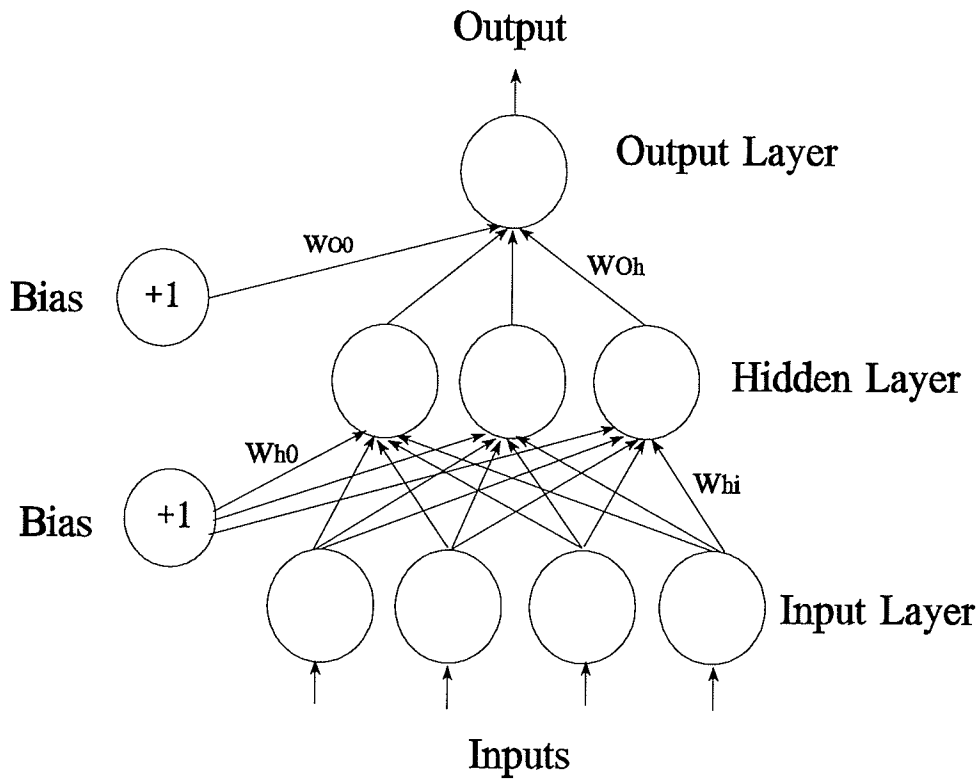 Output
Output Layer
wO0
wOh
Bias
+1
Hidden Layer
wh0
whi
Bias
+1
Input Layer
Inputs